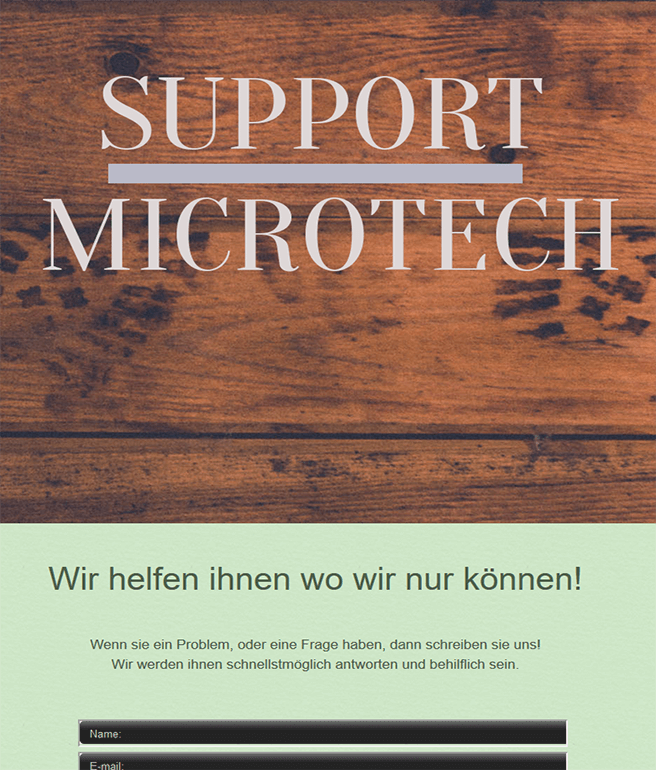 SUPPORT
MICROTECH
Wir helfen ihnen wo wir nur können!
Wenn sie ein Problem, oder eine Frage haben, dann schreiben sie uns!
Wir werden ihnen schnellstmöglich antworten und behilflich sein.
Name:
E-mail: